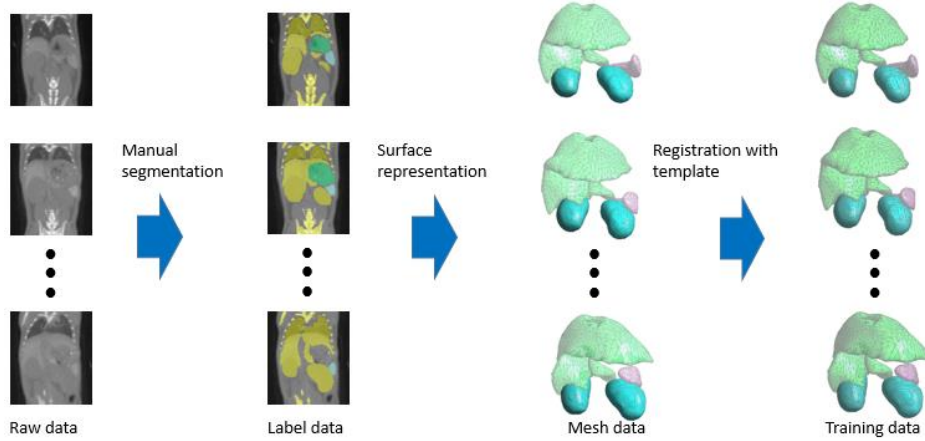 Manual
segmentation
Surface
representation
Registration with
template
Raw data
Label data
Mesh data
Training data